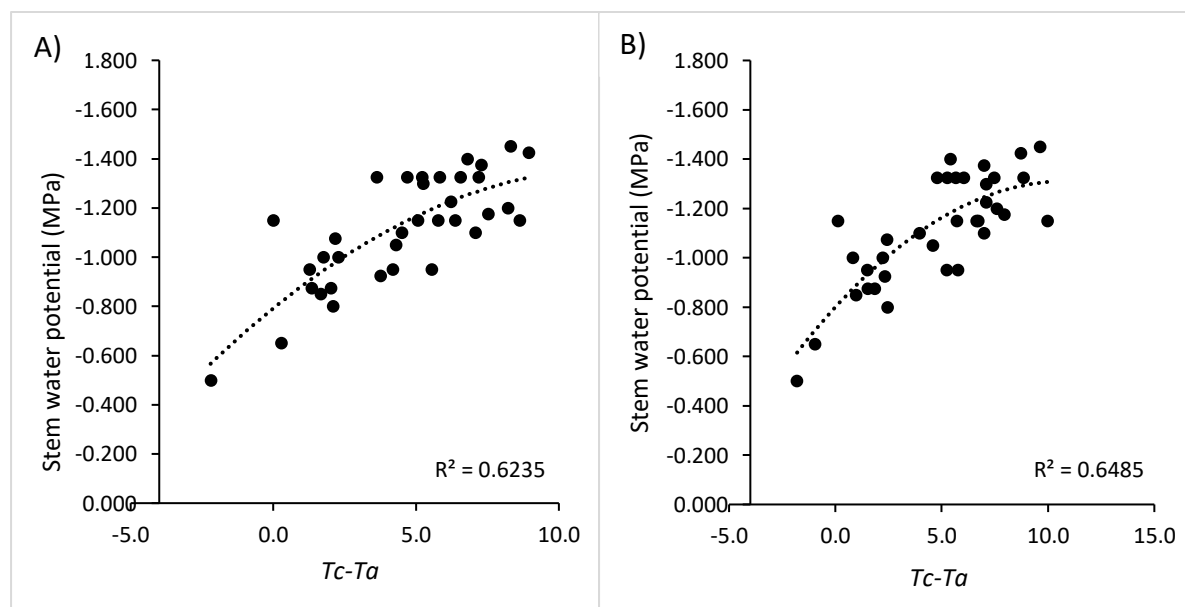 A)
1.800
-1.600
-1.400
-1.200
-1.000
-0.800
-0.600
-0.400
-0.200
0.000
Stem water potential (MPa)
R² = 0.6235
-5.0 0.0 5.0 10.0
Tc-Ta
B)
1.800
-1.600
-1.400
-1.200
-1.000
-0.800
-0.600
-0.400
-0.200
0.000
Stem water potential (MPa)
R² = 0.6485
-5.0 0.0 5.0 10.0 15.0
Tc-Ta